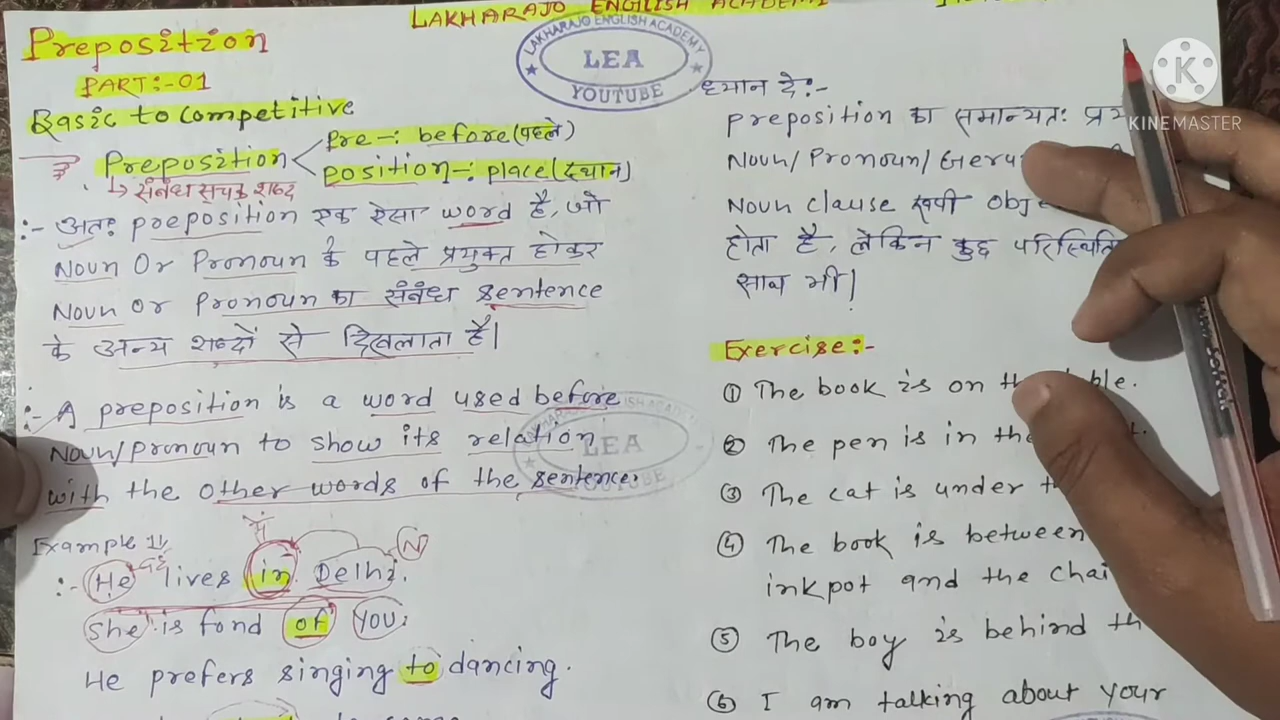 LAKHARAJO ENGLISH ACADEMY
Preposition
PART:-01
Basic to Competitive
Preposition
Pre -: before (पहले)
position -: place (स्थान)
↳ संबंध सूचक शब्द
:- अतः preposition एक ऐसा word है, जो
Noun Or Pronoun के पहले प्रयुक्त होकर
Noun or Pronoun का संबंध sentence
के अन्य शब्दों से दिखलाता है।
:- A preposition is a word used before
Noun/pronoun to show its relation
with the other words of the sentence.
Example 1)
में
N
:- He lives in Delhi.
She is fond of you.
He prefers singing to dancing.
LAKHARAJO ENGLISH ACADEMY
LEA
YOUTUBE
LEA
YOUTUBE
ध्यान दे:-
preposition का समान्यतः
Noun/Pronoun/
Noun clause रूपी
होता है, लेकिन कुछ
साथ भी।
Exercise:-
① The book is on
② The pen is in the
③ The cat is under
④ The book is between
inkpot and the
⑤ The boy is behind
⑥ I am talking about your
KINEMASTER